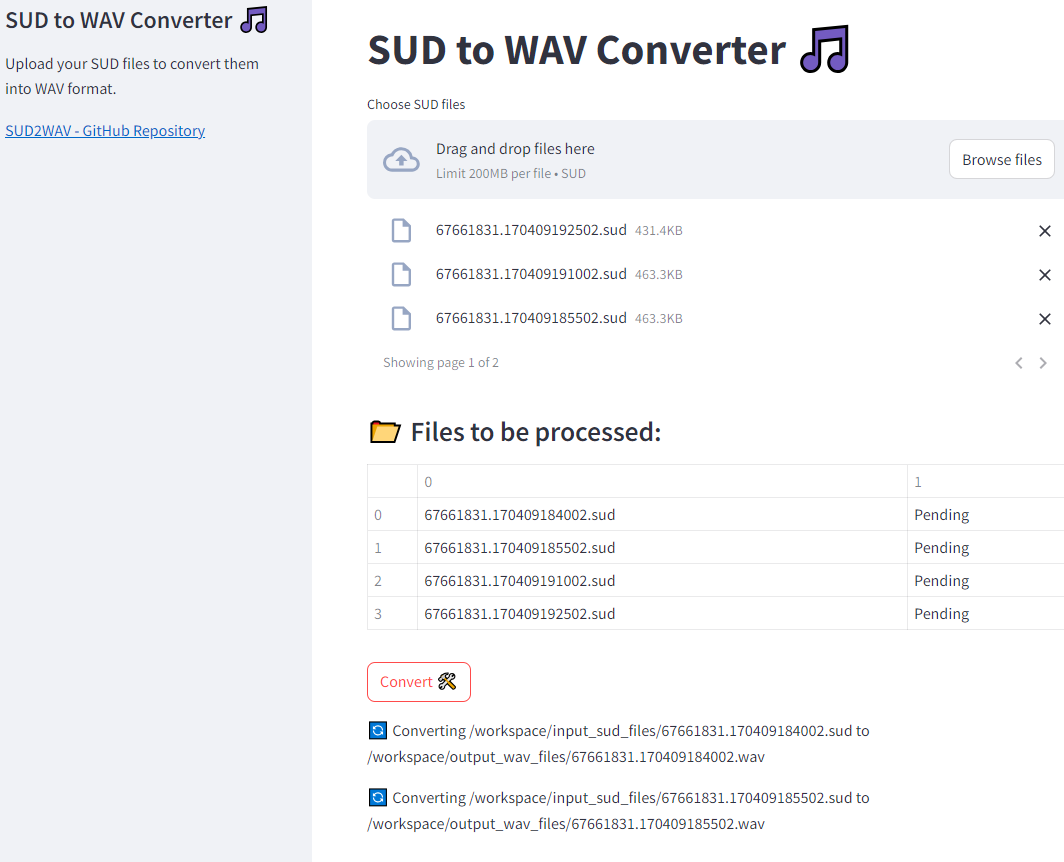 SUD to WAV Converter
Upload your SUD files to convert them
into WAV format.
SUD2WAV - GitHub Repository
SUD to WAV Converter
Choose SUD files
Drag and drop files here
Limit 200MB per file • SUD
Browse files
67661831.170409192502.sud 431.4KB
67661831.170409191002.sud 463.3KB
67661831.170409185502.sud 463.3KB
Showing page 1 of 2
Files to be processed:
0 1
0 67661831.170409184002.sud Pending
1 67661831.170409185502.sud Pending
2 67661831.170409191002.sud Pending
3 67661831.170409192502.sud Pending
Convert
Converting /workspace/input_sud_files/67661831.170409184002.sud to
/workspace/output_wav_files/67661831.170409184002.wav
Converting /workspace/input_sud_files/67661831.170409185502.sud to
/workspace/output_wav_files/67661831.170409185502.wav